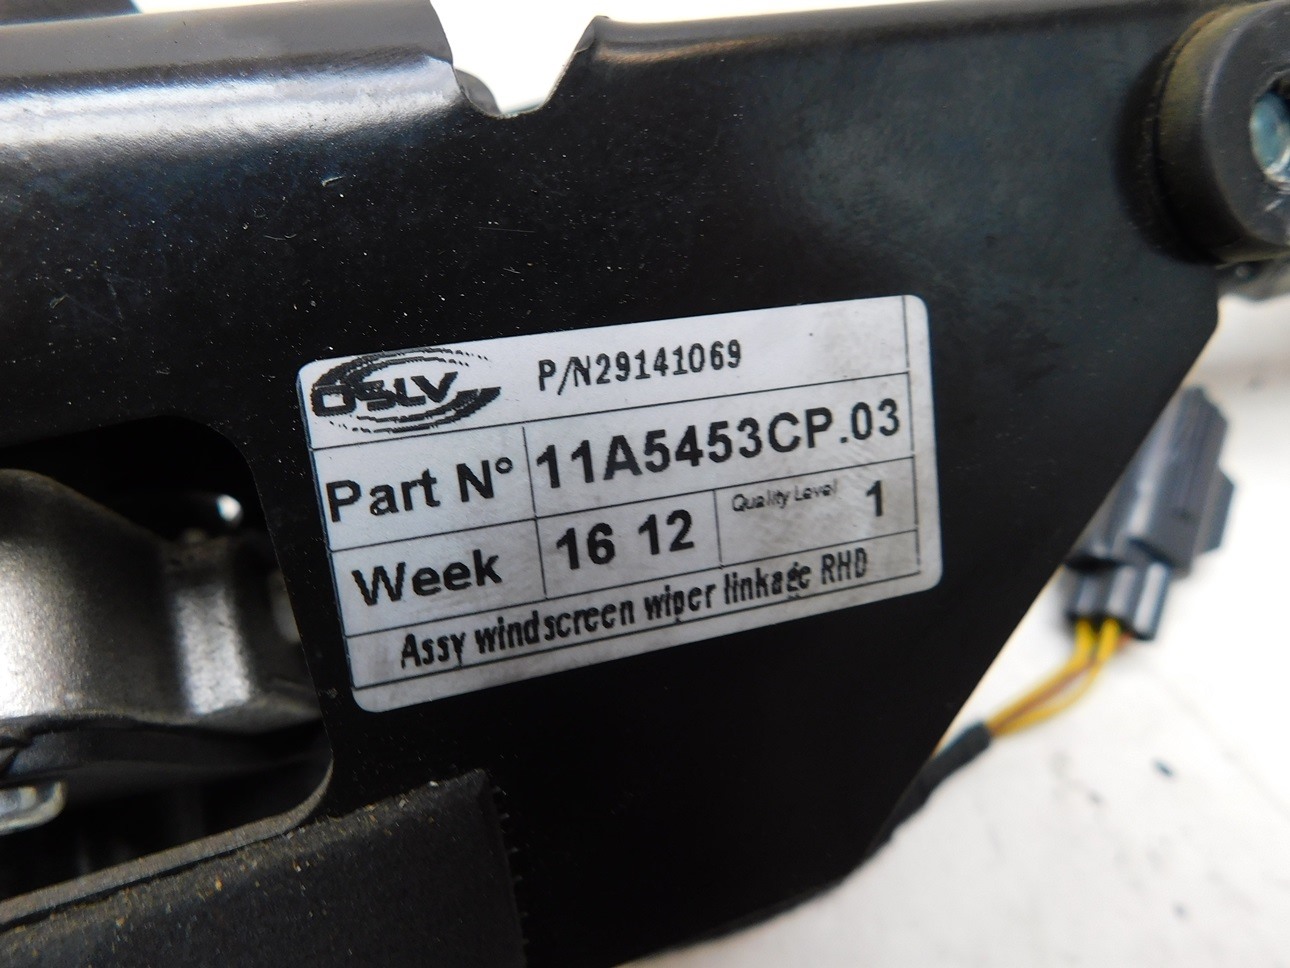 OSLV P/N29141069
Part N° 11A5453CP.03
Week 16 12 Quality Level 1
Assy windscreen wiper linkage RHD